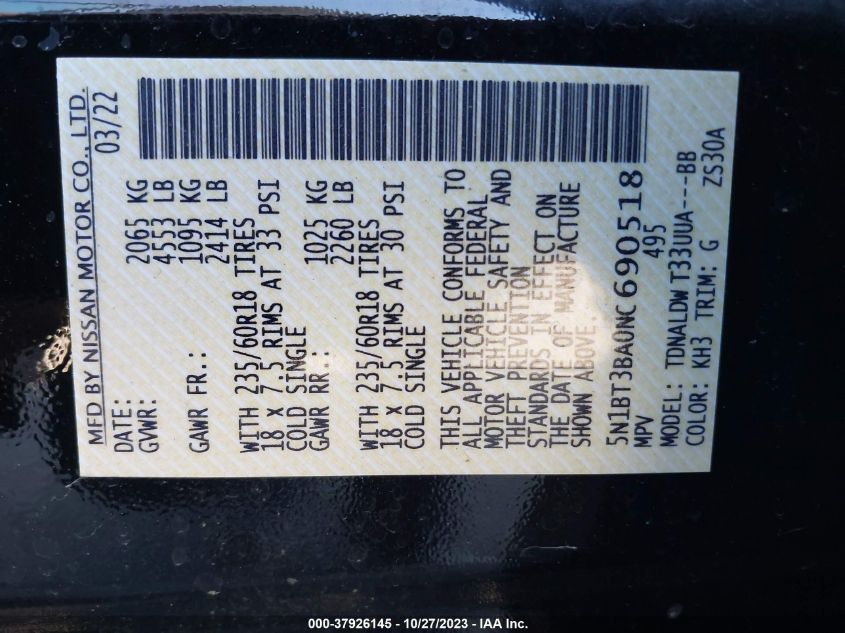 MFD BY NISSAN MOTOR CO., LTD.
DATE: 03/22
GVWR: 2065 KG
4553 LB
GAWR FR.: 1095 KG
2414 LB
WITH 235/60R18 TIRES
18 X 7.5 RIMS AT 33 PSI
COLD SINGLE
GAWR RR.: 1025 KG
2260 LB
WITH 235/60R18 TIRES
18 X 7.5 RIMS AT 30 PSI
COLD SINGLE
THIS VEHICLE CONFORMS TO
ALL APPLICABLE FEDERAL
MOTOR VEHICLE SAFETY AND
THEFT PREVENTION
STANDARDS IN EFFECT ON
THE DATE OF MANUFACTURE
SHOWN ABOVE.
5N1BT3BA0NC690518
MPV 495
MODEL: TDNALDW T33UUA---BB
COLOR: KH3 TRIM: G ZS30A
000-37926145 - 10/27/2023 - IAA Inc.